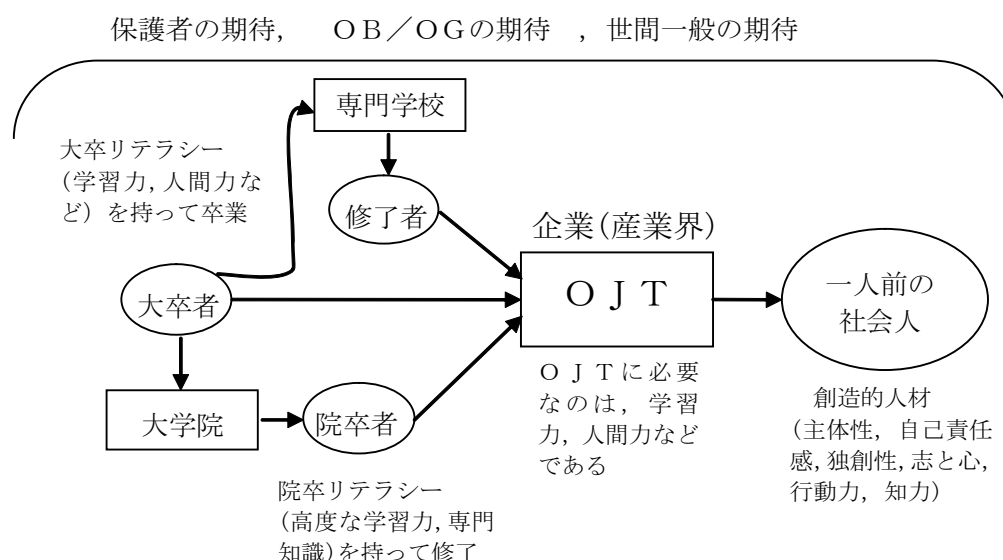 保護者の期待, ＯＢ／ＯＧの期待 , 世間一般の期待
専門学校
大卒リテラシー
(学習力, 人間力な
ど) を持って卒業
修了者
企業(産業界)
大卒者
ＯＪＴ
一人前の
社会人
ＯＪＴに必要
なのは, 学習
力, 人間力など
である
大学院
院卒者
創造的人材
(主体性, 自己責任
感, 独創性, 志と心,
行動力, 知力)
院卒リテラシー
(高度な学習力, 専門
知識)を持って修了